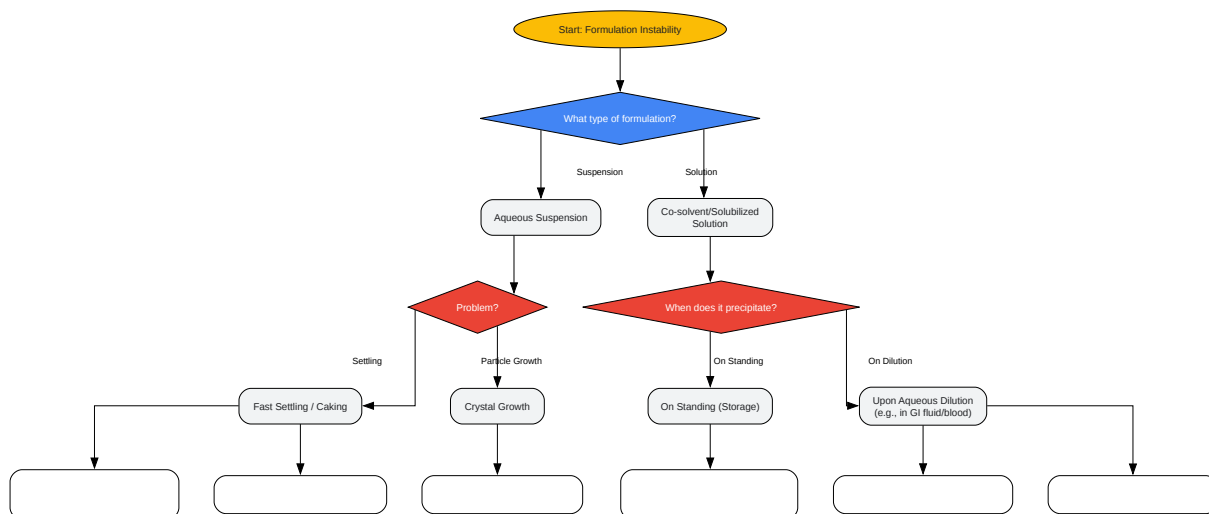 Start: Formulation Instability
What type of formulation?
Suspension
Solution
Aqueous Suspension
Co-solvent/Solubilized
Solution
Problem?
When does it precipitate?
Settling
Particle Growth
On Standing
On Dilution
Fast Settling / Caking
Crystal Growth
On Standing (Storage)
Upon Aqueous Dilution
(e.g., in GI fluid/blood)